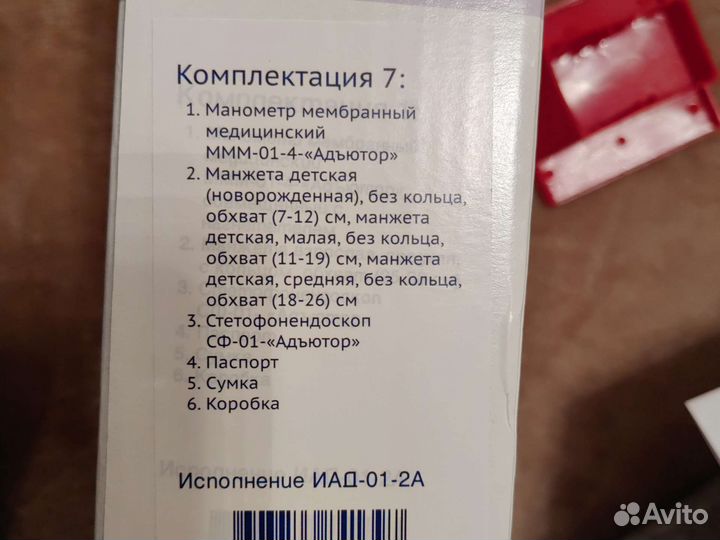 Комплектация 7:
1. Манометр мембранный
медицинский
МММ-01-4-«Адъютор»
2. Манжета детская
(новорожденная), без кольца,
обхват (7-12) см, манжета
детская, малая, без кольца,
обхват (11-19) см, манжета
детская, средняя, без кольца,
обхват (18-26) см
3. Стетофонендоскоп
СФ-01-«Адъютор»
4. Паспорт
5. Сумка
6. Коробка
Исполнение ИАД-01-2А
Avito